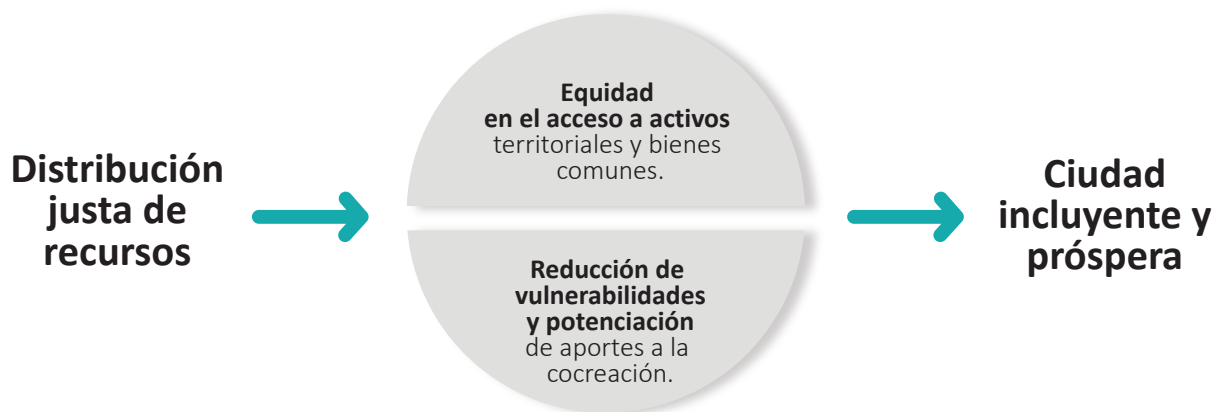 Distribución
justa de
recursos
Equidad
en el acceso a activos
territoriales y bienes
comunes.
Reducción de
vulnerabilidades
y potenciación
de aportes a la
cocreación.
Ciudad
incluyente y
próspera